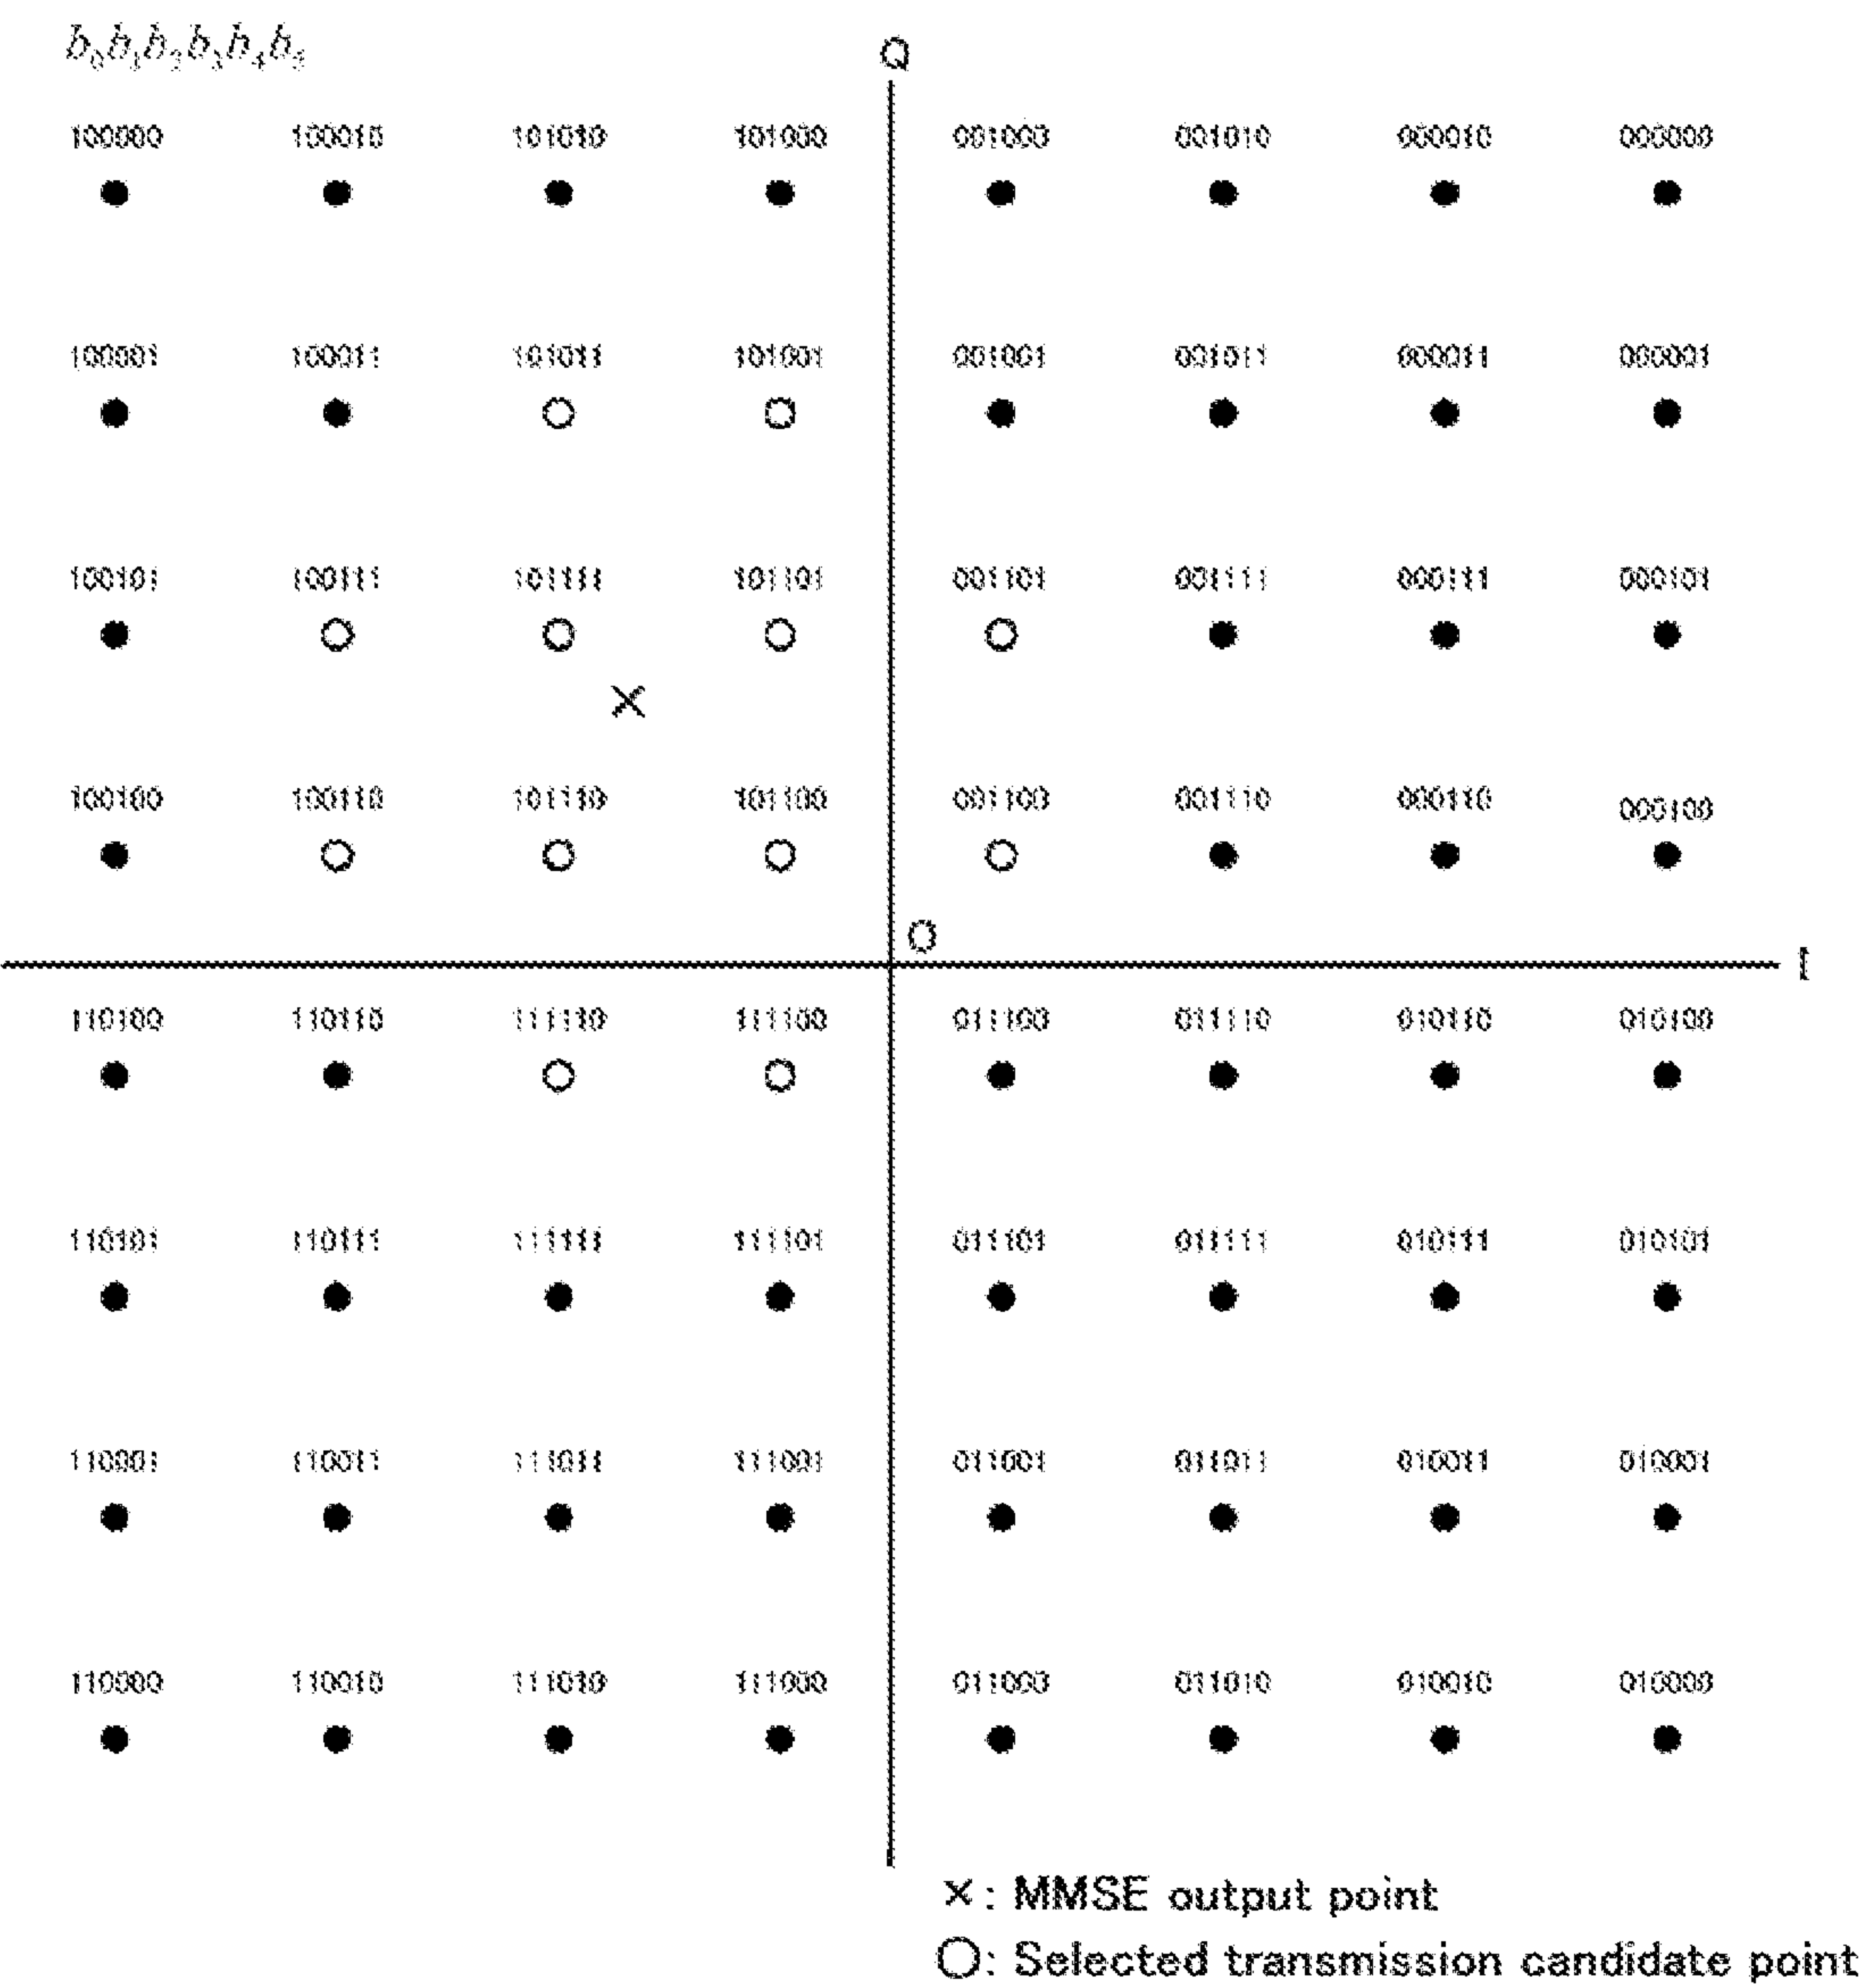 b₀b₁b₂b₃b₄b₅
Q
100000 100010 101010 101000 001000 001010 000010 000000
100001 100011 101011 101001 001001 001011 000011 000001
100101 100111 101111 101101 001101 001111 000111 000101
100100 100110 101110 101100 001100 001110 000110 000100
O
I
110100 110110 111110 111100 011100 011110 010110 010100
110101 110111 111111 111101 011101 011111 010111 010101
110001 110011 111011 111001 011001 011011 010011 010001
110000 110010 111010 111000 011000 011010 010010 010000
×: MMSE output point
○: Selected transmission candidate point